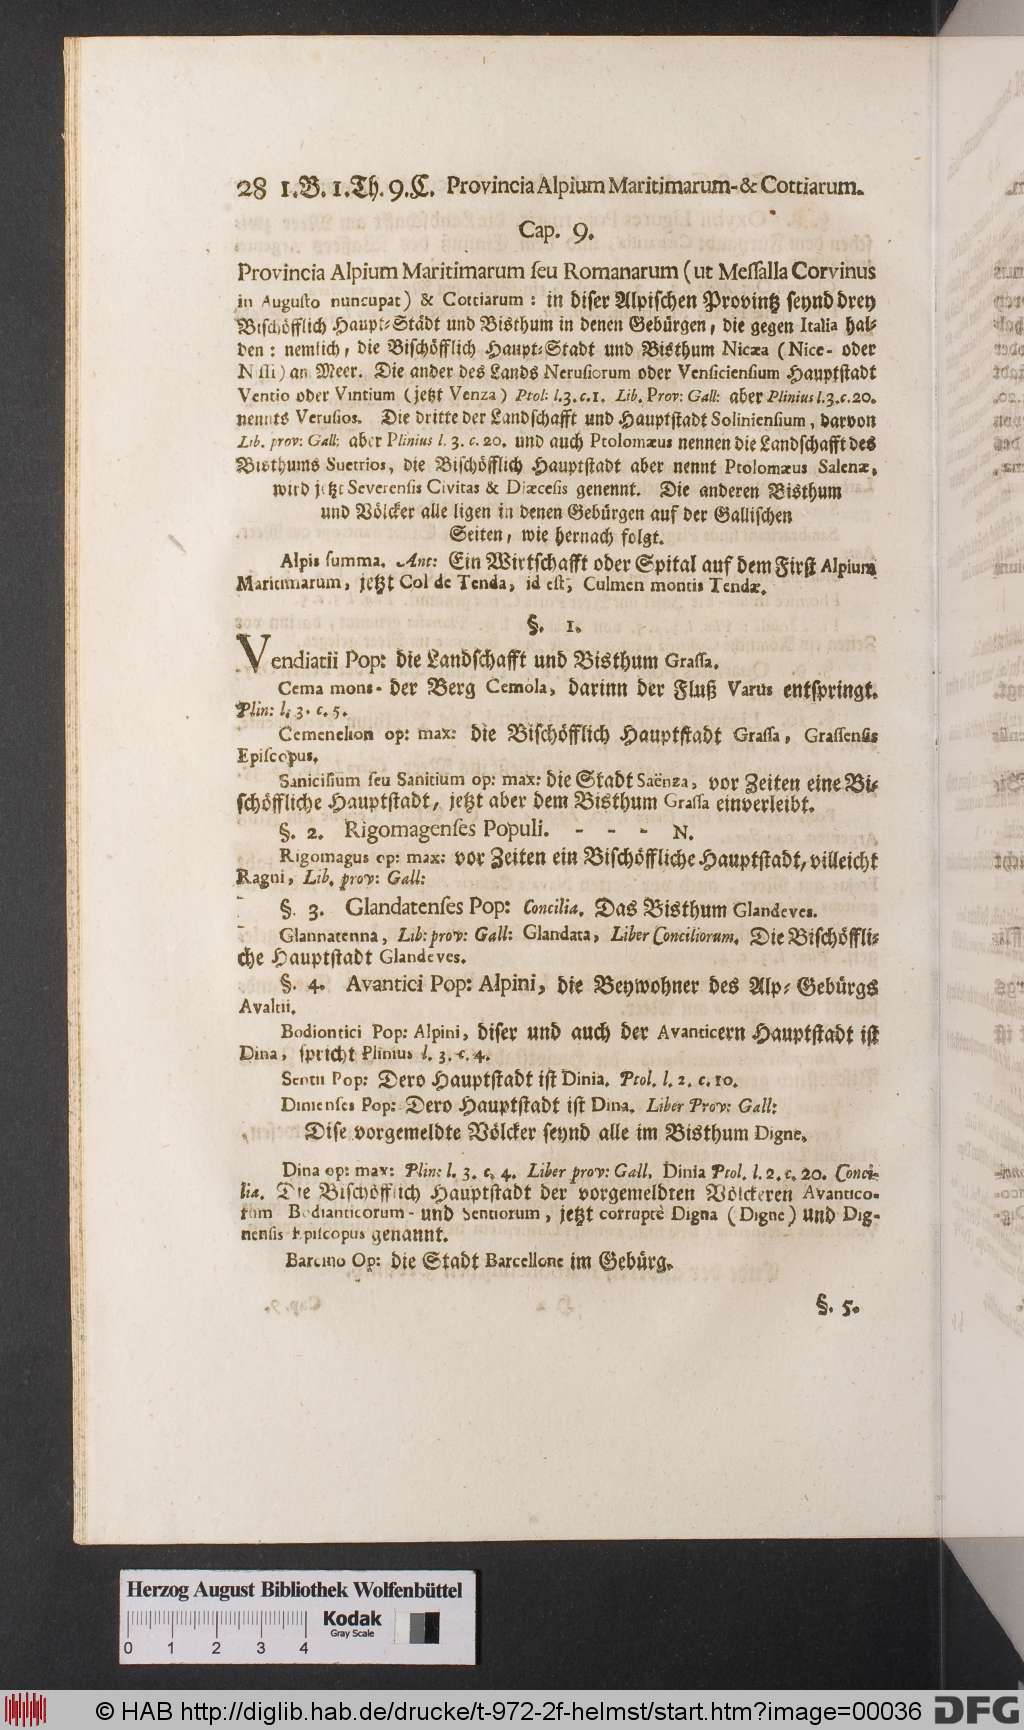 28 1.B. 1.Th. 9.C. Provincia Alpium Maritimarum- & Cottiarum.
Cap. 9.
Provincia Alpium Maritimarum ſeu Romanarum (ut Meſſalla Corvinus
in Auguſto nuncupat) & Cottiarum : in diſer Alpiſchen Provintz ſeynd drey
Biſchöfflich Haupt-Städt und Bisthum in denen Gebürgen, die gegen Italia hal-
den : nemlich, die Biſchöfflich Haupt-Stadt und Bisthum Nicæa (Nice- oder
Niſſi) an Meer. Die ander des Lands Neruſiorum oder Venſicienſium Hauptſtadt
Ventio oder Vintium (jetzt Venza) Ptol: l.3.c.1. Lib. Prov: Gall: aber Plinius l.3.c.20.
nennts Veruſios. Die dritte der Landſchafft und Hauptſtadt Solinienſium, darvon
Lib. prov: Gall: aber Plinius l. 3. c. 20. und auch Ptolomæus nennen die Landſchafft des
Bisthums Suetrios, die Biſchöfflich Hauptſtadt aber nennt Ptolomæus Salenæ,
wird jetzt Severenſis Civitas & Diæceſis genennt. Die anderen Bisthum
und Völcker alle ligen in denen Gebürgen auf der Galliſchen
Seiten, wie hernach folgt.
Alpis ſumma. Ant: Ein Wirtſchafft oder Spital auf dem Firſt Alpium
Maritimarum, jetzt Col de Tenda, id eſt, Culmen montis Tendæ.
§. 1.
Vendiatii Pop: die Landſchafft und Bisthum Graſſa.
Cema mons- der Berg Cemola, darinn der Fluß Varus entſpringt.
Plin: l. 3. c. 5.
Cemenelion op: max: die Biſchöfflich Hauptſtadt Graſſa, Graſſenſis
Epiſcopus.
Saniciſium ſeu Sanitium op: max: die Stadt Saënza, vor Zeiten eine Bi-
ſchöffliche Hauptſtadt, jetzt aber dem Bisthum Graſſa einverleibt.
§. 2. Rigomagenſes Populi. - - - N.
Rigomagus op: max: vor Zeiten ein Biſchöffliche Hauptſtadt, villeicht
Ragni, Lib. prov: Gall:
§. 3. Glandatenſes Pop: Concilia. Das Bisthum Glandeves.
Glannatenna, Lib: prov: Gall: Glandata, Liber Conciliorum. Die Biſchöffli-
che Hauptſtadt Glandeves.
§. 4. Avantici Pop: Alpini, die Beywohner des Alp-Gebürgs
Avaltii.
Bodiontici Pop: Alpini, diſer und auch der Avanticern Hauptſtadt iſt
Dina, ſpricht Plinius l. 3. c. 4.
Sentii Pop: Dero Hauptſtadt iſt Dinia. Ptol. l. 2. c. 10.
Dinienſes Pop: Dero Hauptſtadt iſt Dina. Liber Prov: Gall:
Diſe vorgemeldte Völcker ſeynd alle im Bisthum Digne.
Dina op: max: Plin: l. 3. c. 4. Liber prov: Gall. Dinia Ptol. l. 2. c. 20. Conci-
lia. Die Biſchöfflich Hauptſtadt der vorgemeldten Völckeren Avantico-
rum Bodianticorum- und Sentiorum, jetzt corruptè Digna (Digne) und Dig-
nenſis Epiſcopus genannt.
Barcino Op: die Stadt Barcellone im Gebürg.
§. 5.
Herzog August Bibliothek Wolfenbüttel
0 1 2 3 4
Kodak
Gray Scale
© HAB http://diglib.hab.de/drucke/t-972-2f-helmst/start.htm?image=00036
DFG